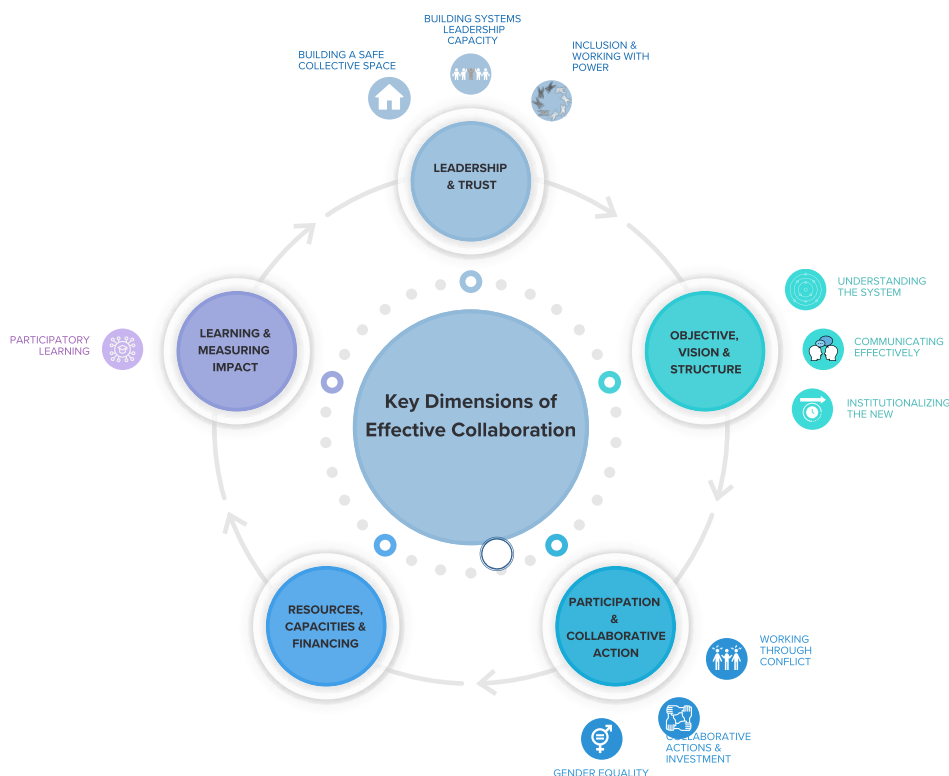 BUILDING SYSTEMS
LEADERSHIP
CAPACITY
BUILDING A SAFE
COLLECTIVE SPACE
INCLUSION &
WORKING WITH
POWER
LEADERSHIP
& TRUST
UNDERSTANDING
THE SYSTEM
COMMUNICATING
EFFECTIVELY
INSTITUTIONALIZING
THE NEW
OBJECTIVE,
VISION &
STRUCTURE
PARTICIPATORY
LEARNING
LEARNING &
MEASURING
IMPACT
Key Dimensions of
Effective Collaboration
RESOURCES,
CAPACITIES &
FINANCING
PARTICIPATION
&
COLLABORATIVE
ACTION
WORKING
THROUGH
CONFLICT
COLLABORATIVE
ACTIONS &
INVESTMENT
GENDER EQUALITY